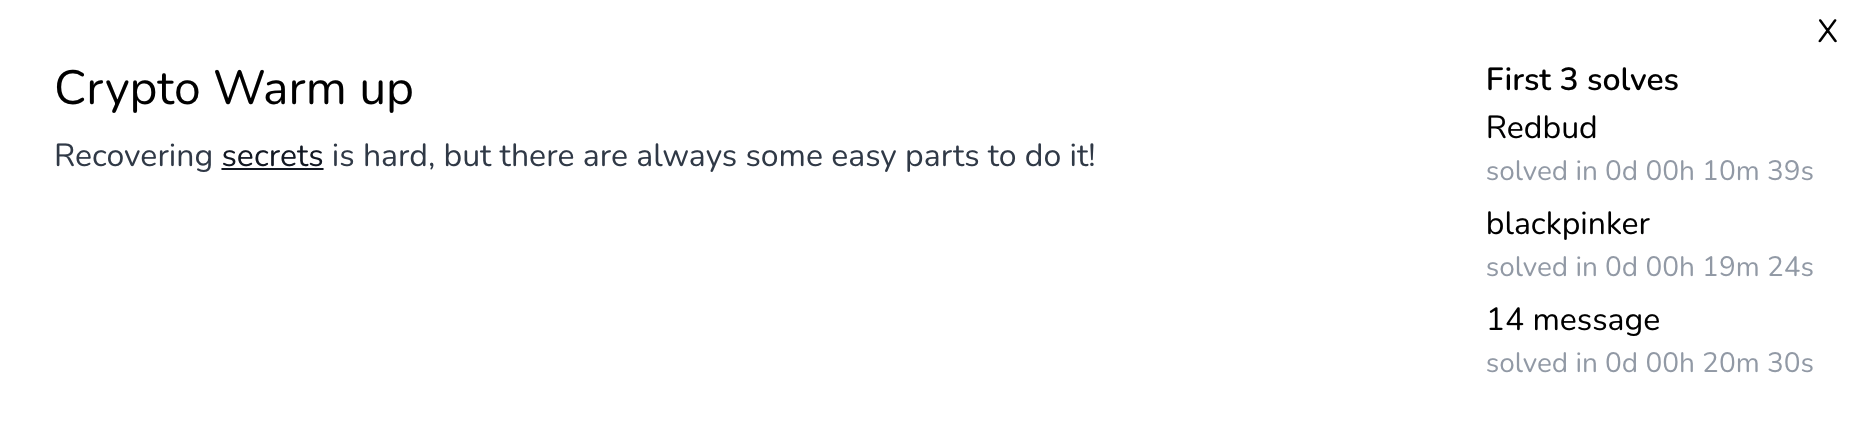 X
Crypto Warm up
Recovering secrets is hard, but there are always some easy parts to do it!
First 3 solves
Redbud
solved in 0d 00h 10m 39s
blackpinker
solved in 0d 00h 19m 24s
14 message
solved in 0d 00h 20m 30s